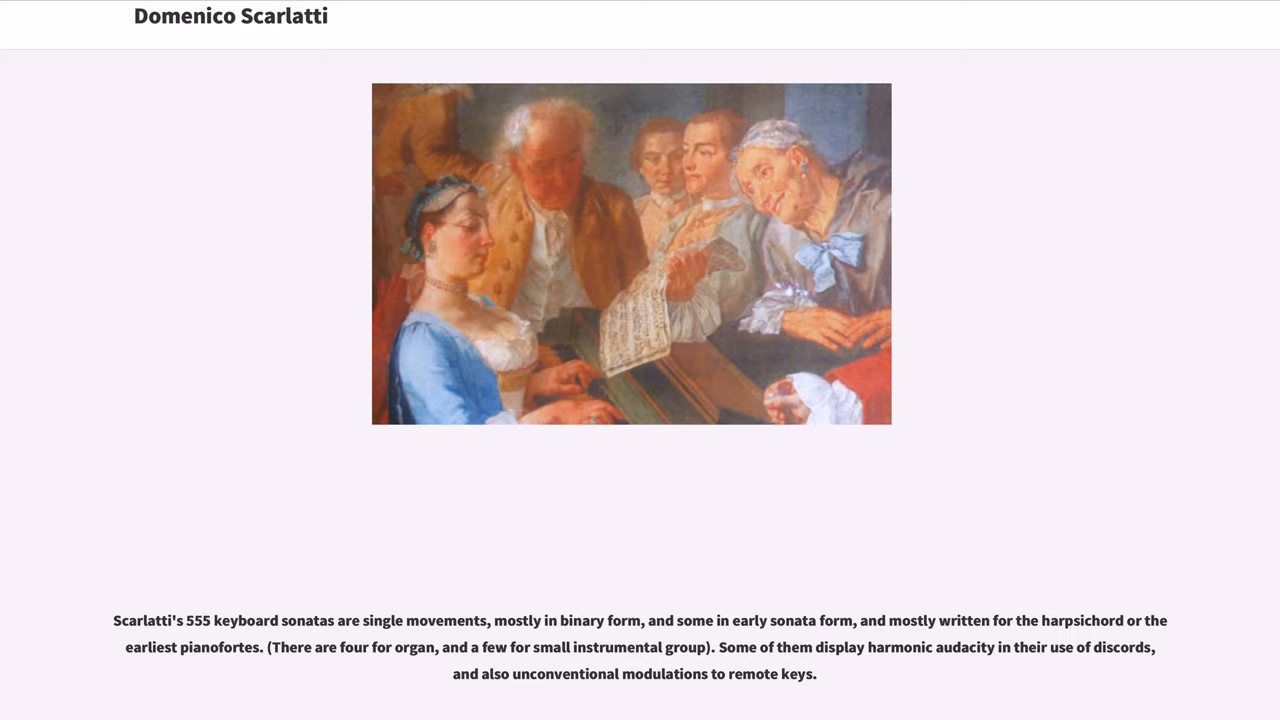 Domenico Scarlatti
Scarlatti's 555 keyboard sonatas are single movements, mostly in binary form, and some in early sonata form, and mostly written for the harpsichord or the
earliest pianofortes. (There are four for organ, and a few for small instrumental group). Some of them display harmonic audacity in their use of discords,
and also unconventional modulations to remote keys.